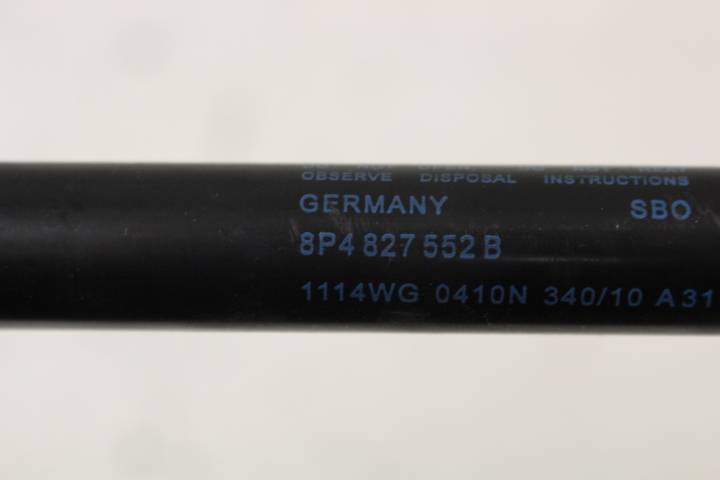 OBSERVE DISPOSAL INSTRUCTIONS
GERMANY SBO
8P4 827 552 B
1114WG 0410N 340/10 A31